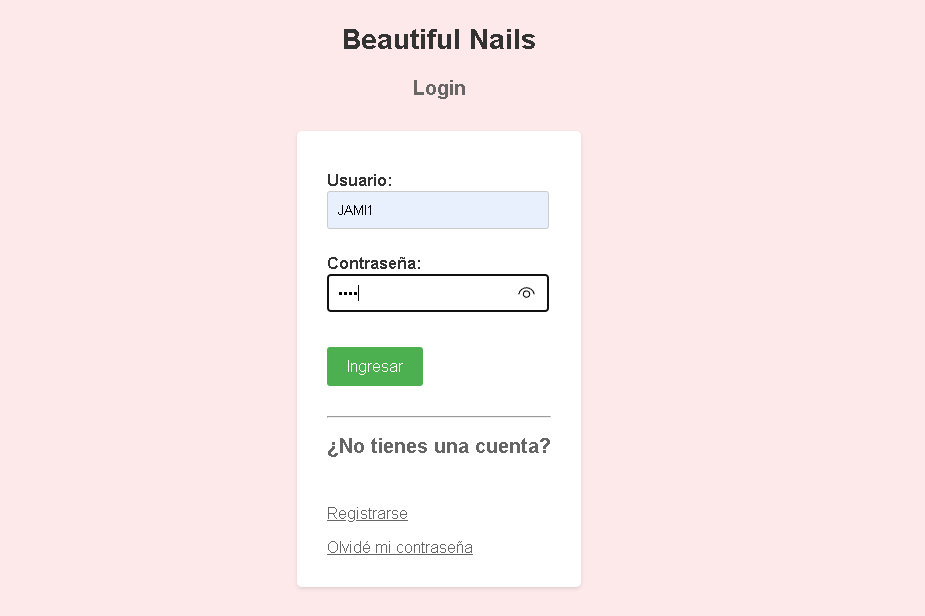 Beautiful Nails
Login
Usuario:
JAMI1
Contraseña:
••••
Ingresar
¿No tienes una cuenta?
Registrarse
Olvidé mi contraseña